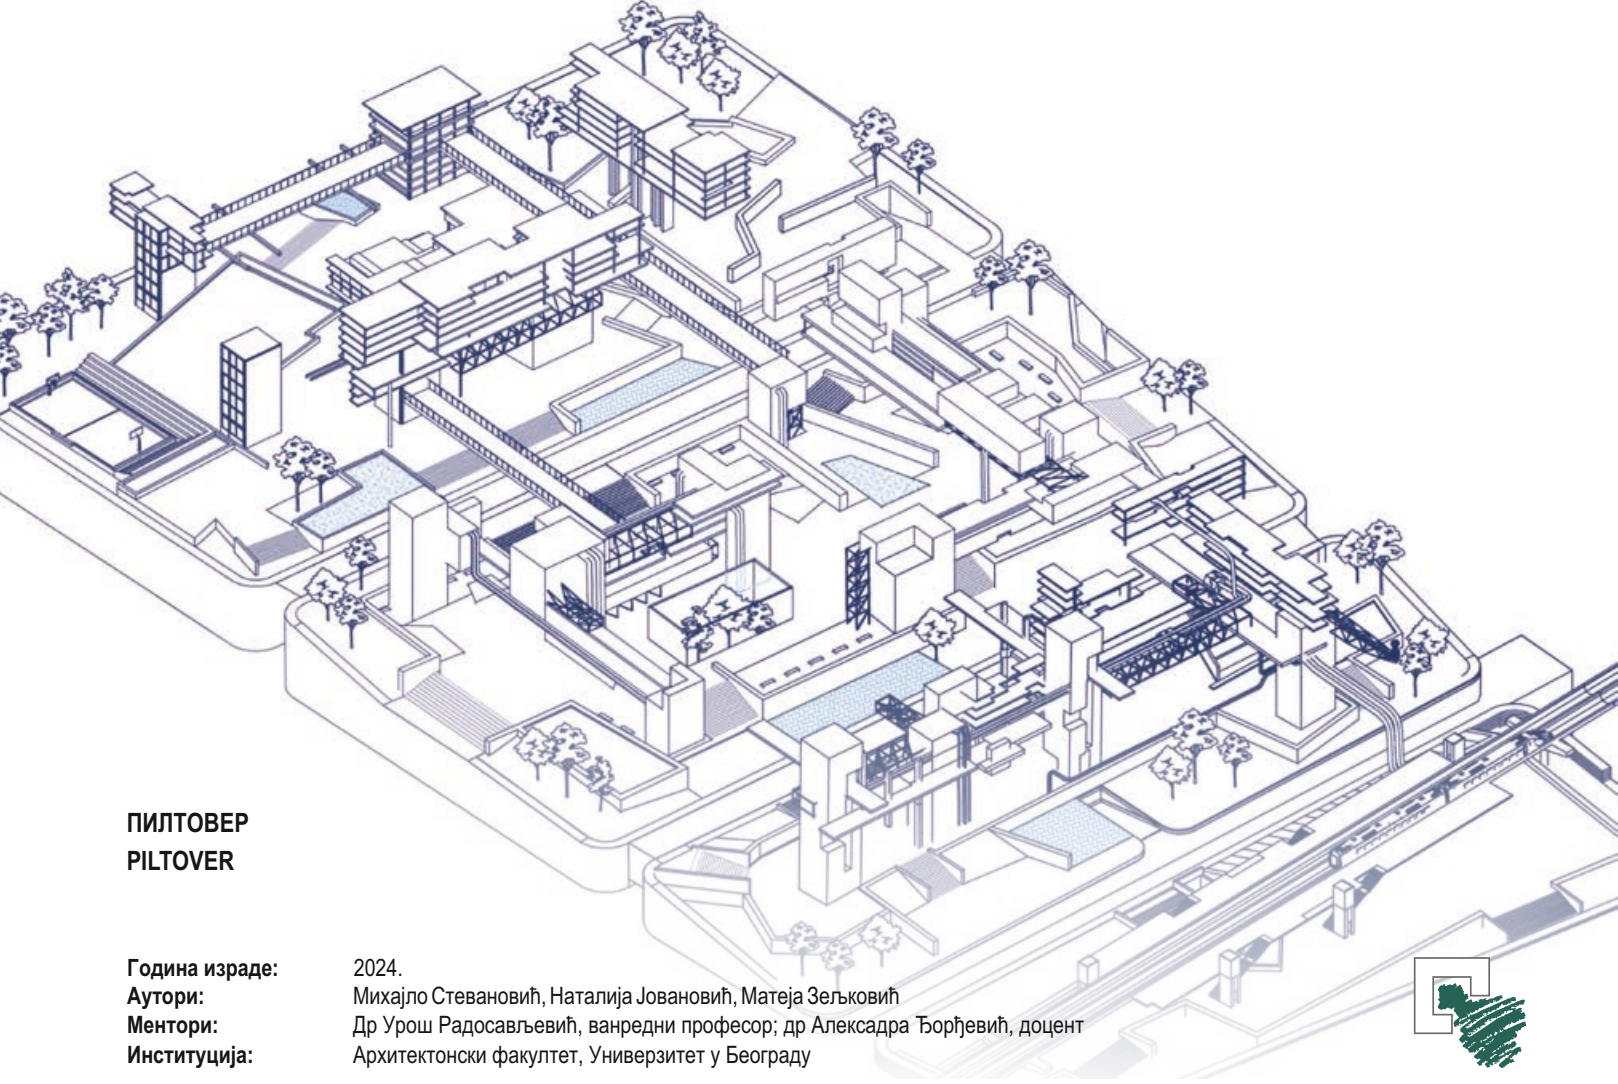 ПИЛТОВЕР
PILTOVER
Година израде: 2024.
Аутори: Михајло Стевановић, Наталија Јовановић, Матеја Зељковић
Ментори: Др Урош Радосављевић, ванредни професор; др Алексадра Ђорђевић, доцент
Институција: Архитектонски факултет, Универзитет у Београду